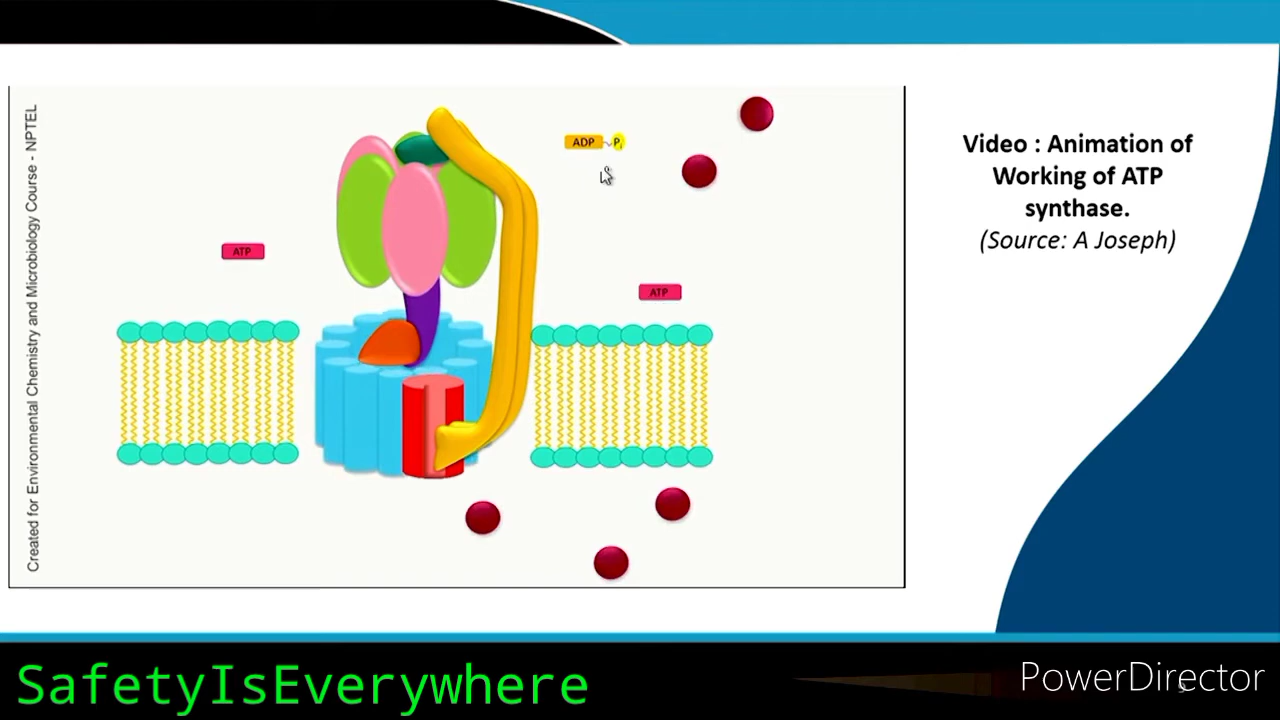 Created for Environmental Chemistry and Microbiology Course - NPTEL
ADP
Pi
ATP
ATP
Video : Animation of
Working of ATP
synthase.
(Source: A Joseph)
SafetyIsEverywhere
PowerDirector